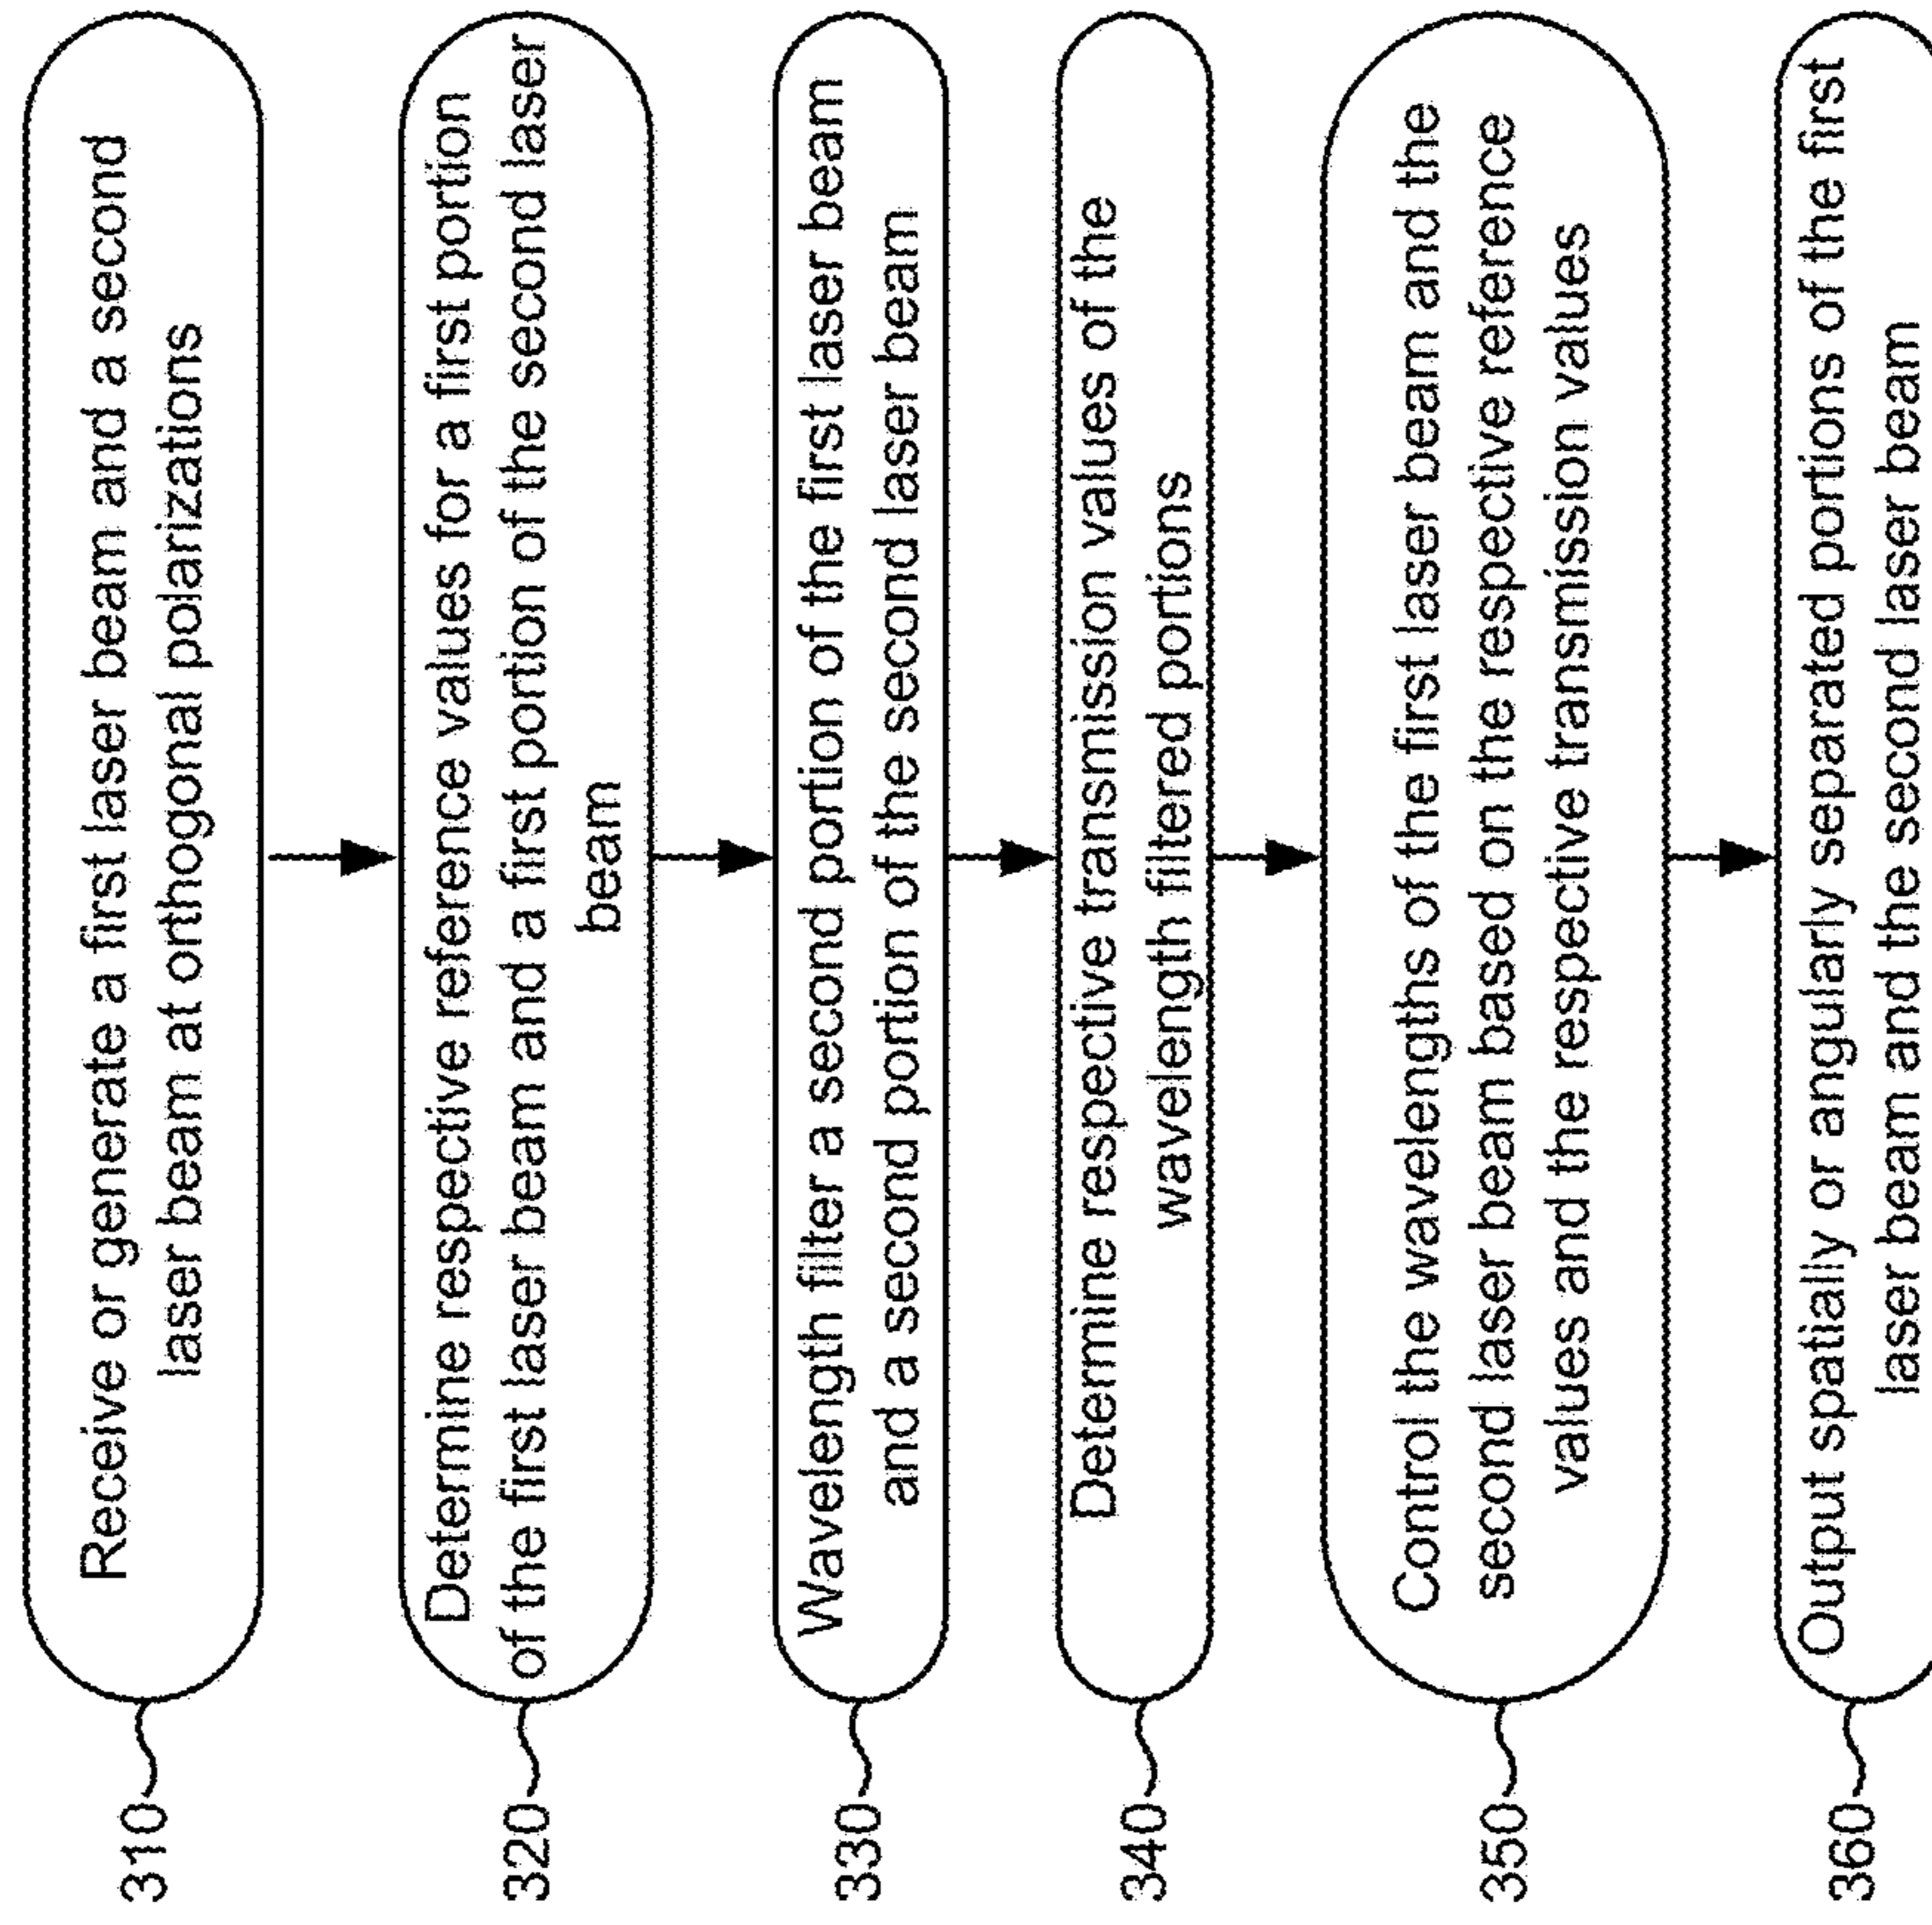 310
Receive or generate a first laser beam and a second
laser beam at orthogonal polarizations
320
Determine respective reference values for a first portion
of the first laser beam and a first portion of the second laser
beam
330
Wavelength filter a second portion of the first laser beam
and a second portion of the second laser beam
340
Determine respective transmission values of the
wavelength filtered portions
350
Control the wavelengths of the first laser beam and the
second laser beam based on the respective reference
values and the respective transmission values
360
Output spatially or angularly separated portions of the first
laser beam and the second laser beam